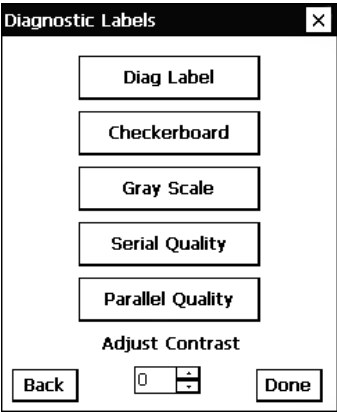 Diagnostic Labels
Diag Label
Checkerboard
Gray Scale
Serial Quality
Parallel Quality
Adjust Contrast
Back 0 Done